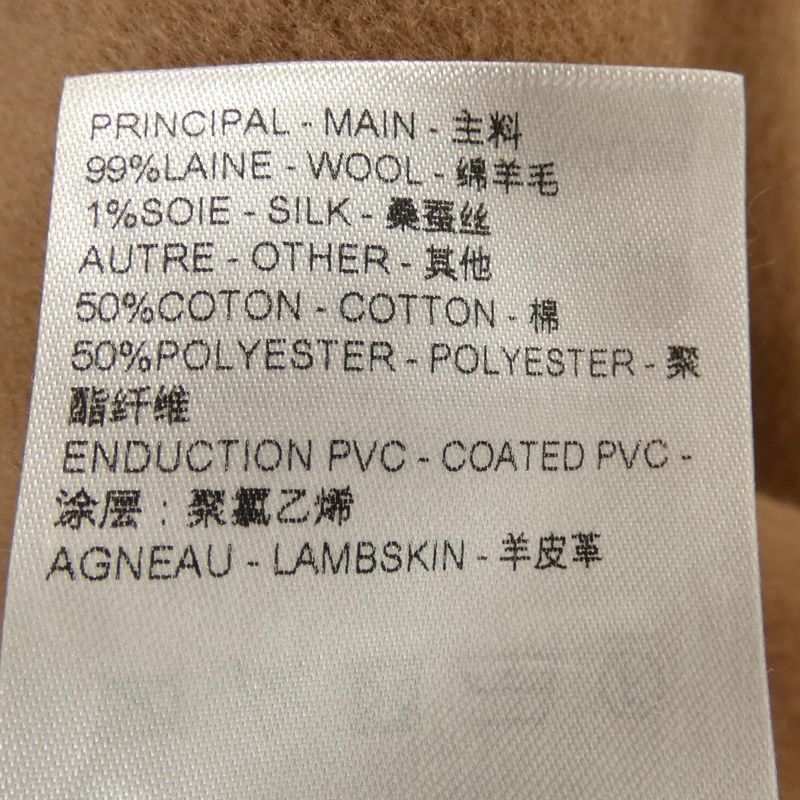 PRINCIPAL - MAIN - 主料
99%LAINE - WOOL - 绵羊毛
1%SOIE - SILK - 桑蚕丝
AUTRE - OTHER - 其他
50%COTON - COTTON - 棉
50%POLYESTER - POLYESTER - 聚
酯纤维
ENDUCTION PVC - COATED PVC -
涂层：聚氯乙烯
AGNEAU - LAMBSKIN - 羊皮革